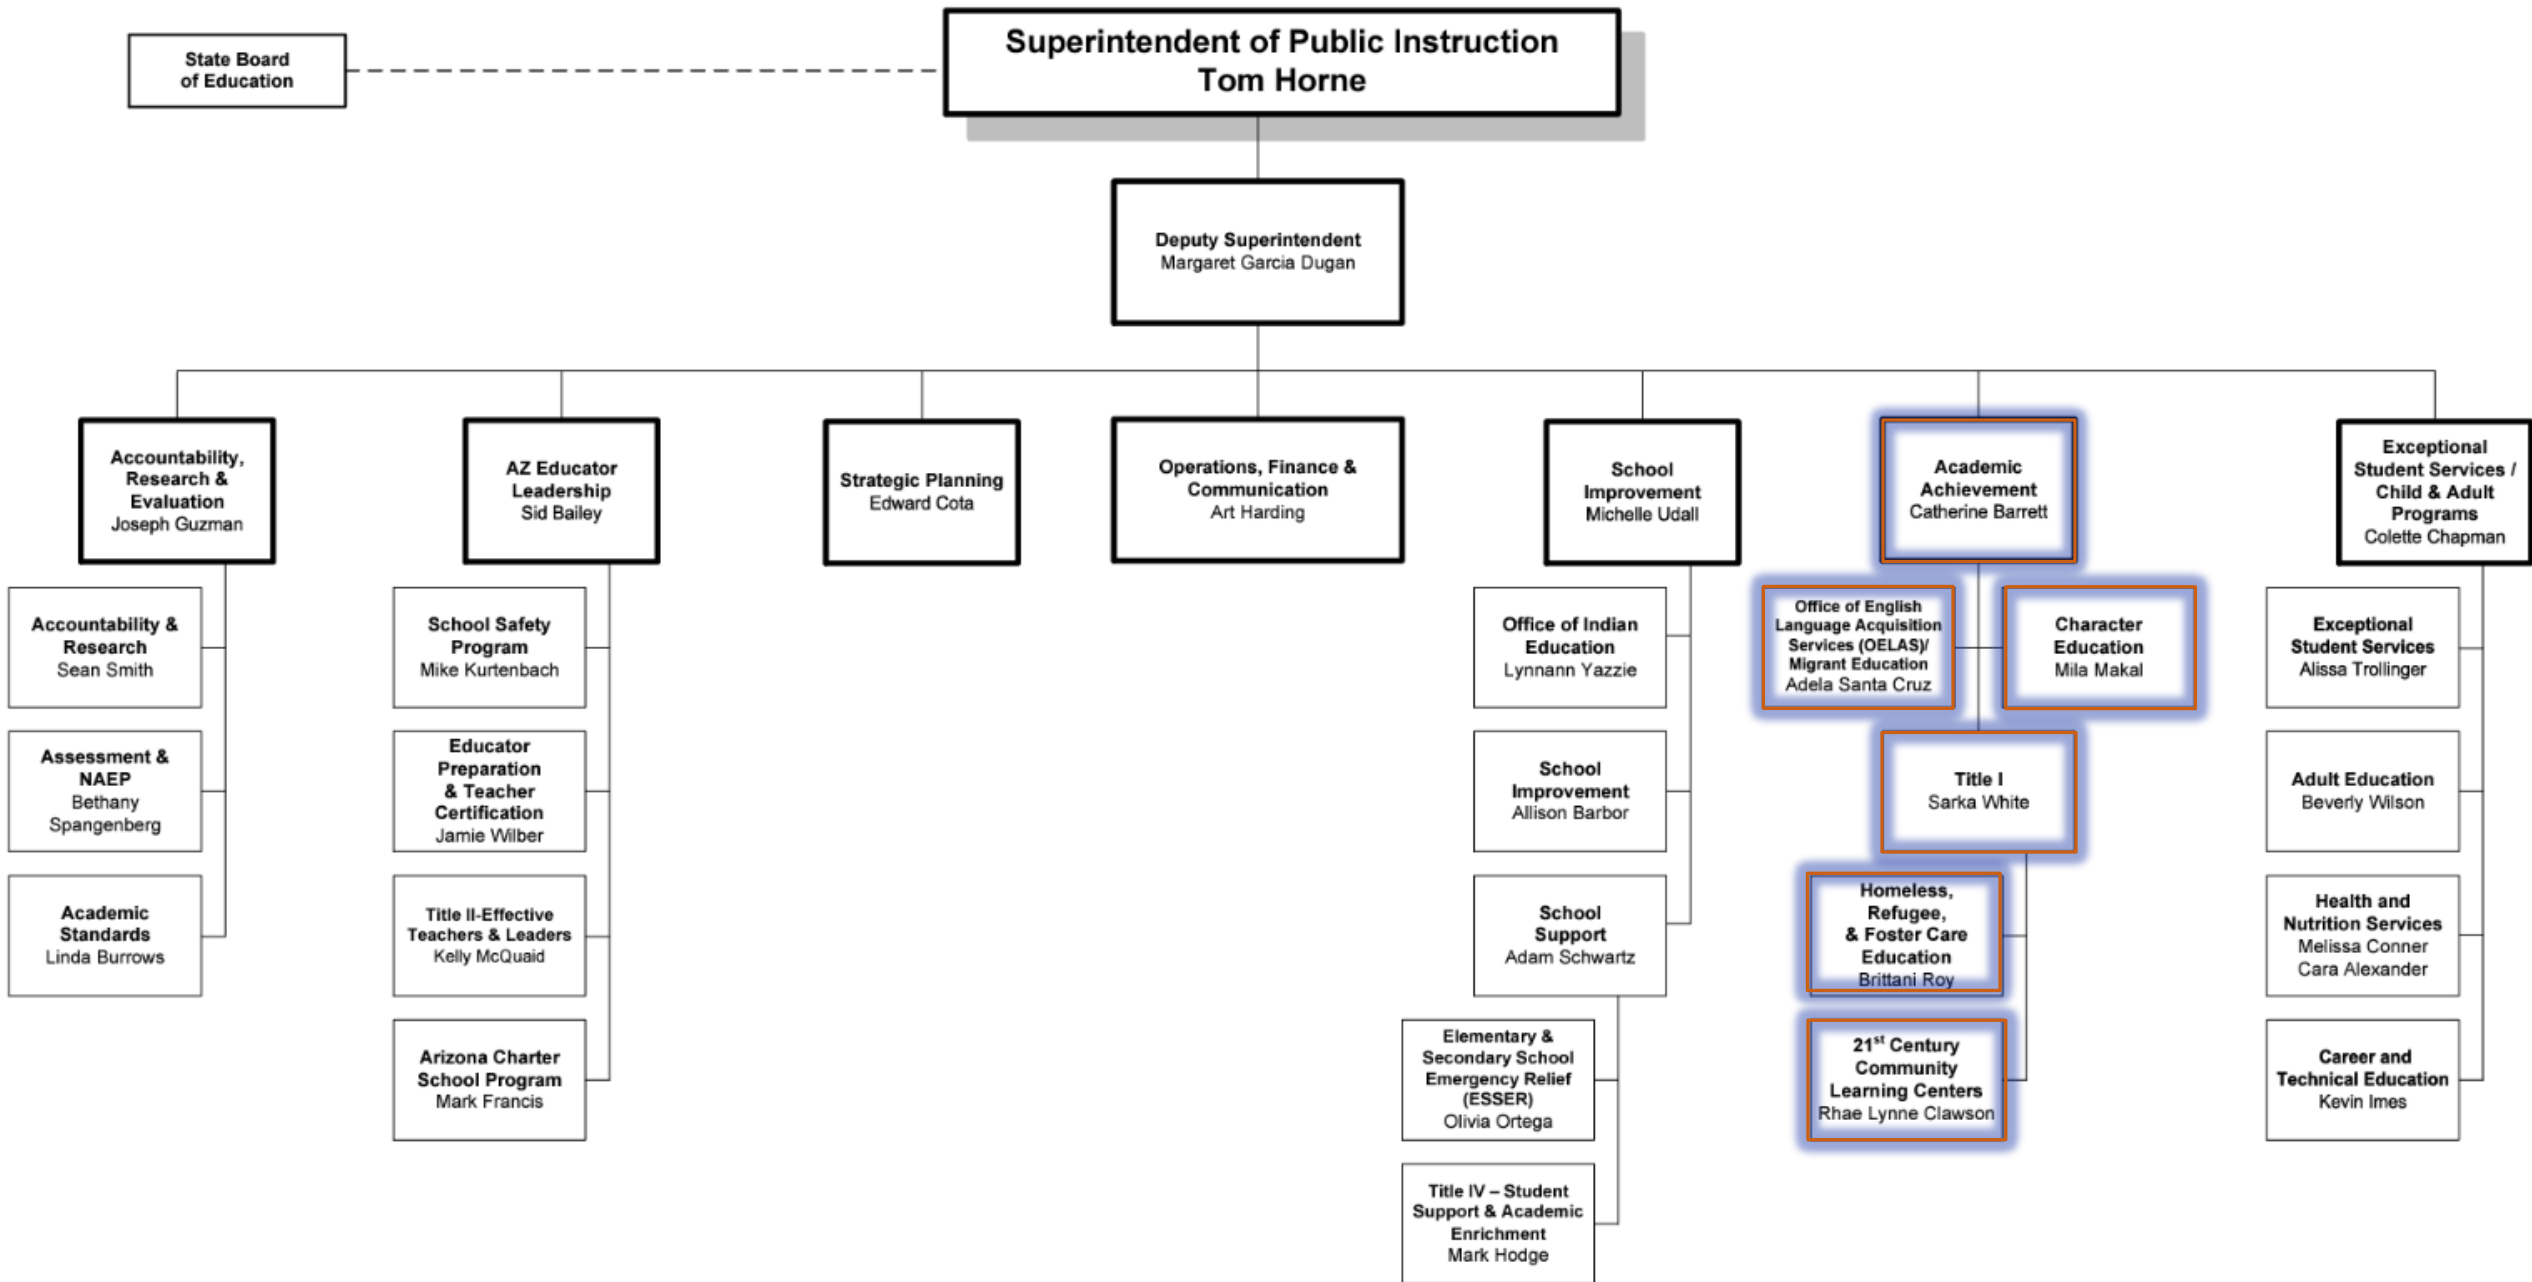 State Board
of Education
Superintendent of Public Instruction
Tom Horne
Deputy Superintendent
Margaret Garcia Dugan
Accountability,
Research &
Evaluation
Joseph Guzman
AZ Educator
Leadership
Sid Bailey
Strategic Planning
Edward Cota
Operations, Finance &
Communication
Art Harding
School
Improvement
Michelle Udall
Academic
Achievement
Catherine Barrett
Exceptional
Student Services /
Child & Adult
Programs
Colette Chapman
Accountability &
Research
Sean Smith
Assessment &
NAEP
Bethany
Spangenberg
Academic
Standards
Linda Burrows
School Safety
Program
Mike Kurtenbach
Educator
Preparation
& Teacher
Certification
Jamie Wilber
Title II-Effective
Teachers & Leaders
Kelly McQuaid
Arizona Charter
School Program
Mark Francis
Office of Indian
Education
Lynnann Yazzie
School
Improvement
Allison Barbor
School
Support
Adam Schwartz
Elementary &
Secondary School
Emergency Relief
(ESSER)
Olivia Ortega
Title IV – Student
Support & Academic
Enrichment
Mark Hodge
Office of English
Language Acquisition
Services (OELAS)/
Migrant Education
Adela Santa Cruz
Character
Education
Mila Makal
Title I
Sarka White
Homeless,
Refugee,
& Foster Care
Education
Brittani Roy
21st Century
Community
Learning Centers
Rhae Lynne Clawson
Exceptional
Student Services
Alissa Trollinger
Adult Education
Beverly Wilson
Health and
Nutrition Services
Melissa Conner
Cara Alexander
Career and
Technical Education
Kevin Imes